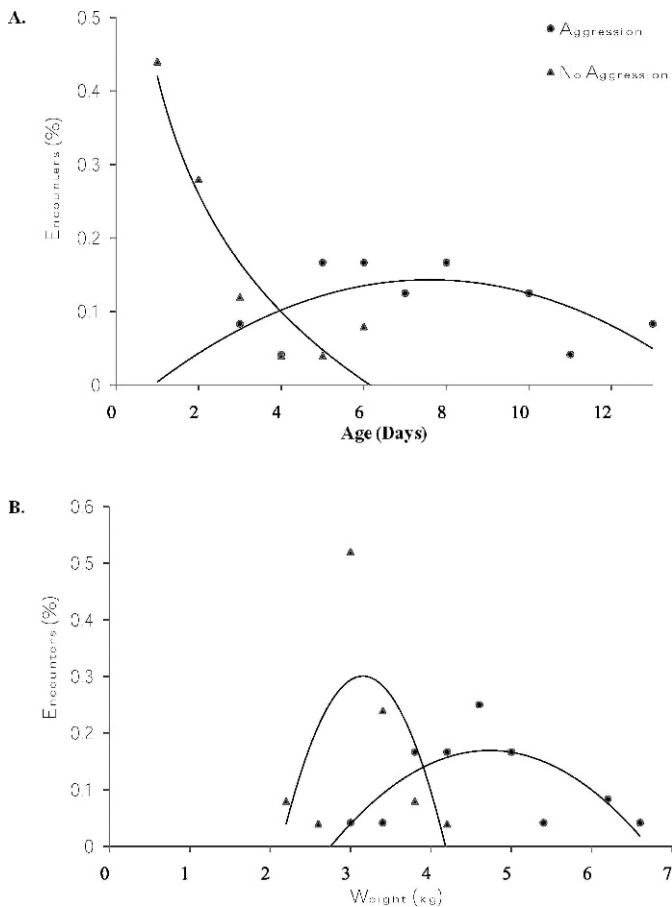 A.
0.5
0.4
0.3
0.2
0.1
0
Encounters (%)
Aggression
No Aggression
0 2 4 6 8 10 12
Age (Days)
B.
0.6
0.5
0.4
0.3
0.2
0.1
0
Encounters (%)
0 1 2 3 4 5 6 7
Weight (kg)